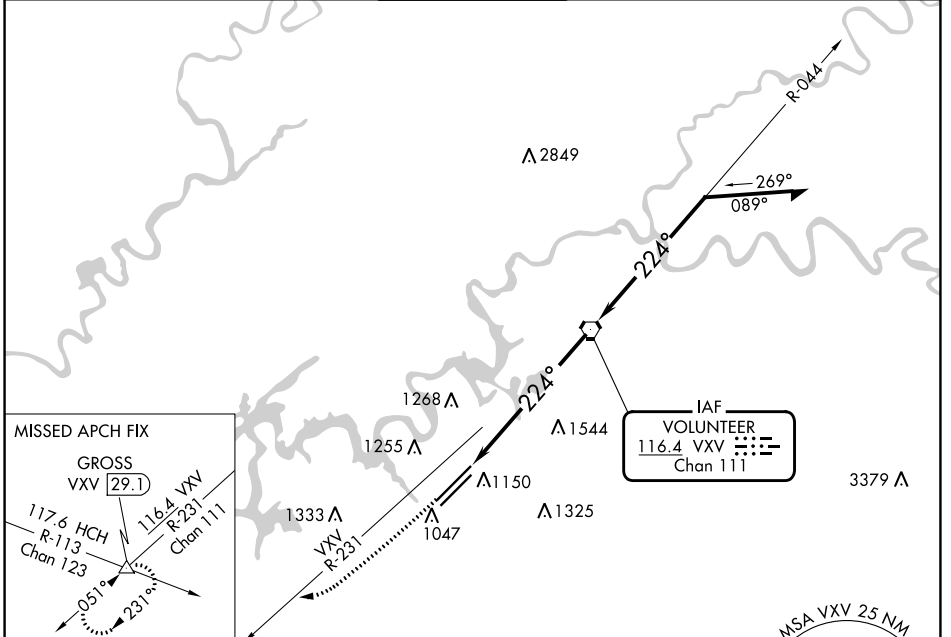 R-044
2849
269°
089°
224°
224°
1268
IAF
VOLUNTEER
116.4 VXV
Chan 111
1544
1255
3379
1150
1333
1325
1047
VXV
R-231
MISSED APCH FIX
GROSS
VXV 29.1
117.6 HCH
R-113
Chan 123
116.4 VXV
R-231
Chan 111
051°
231°
MSA VXV 25 NM